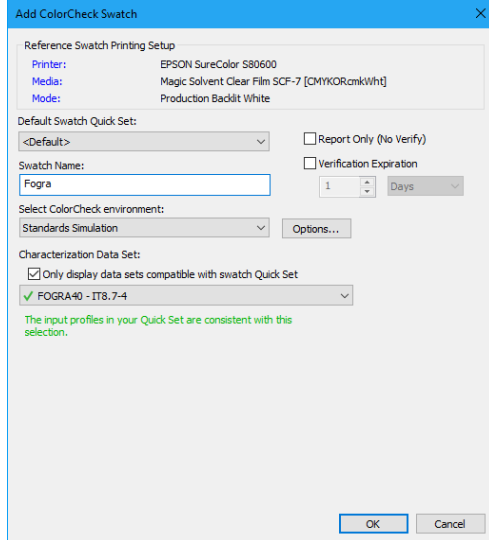 Add ColorCheck Swatch
Reference Swatch Printing Setup
Printer: EPSON SureColor S80600
Media: Magic Solvent Clear Film SCF-7 [CMYKORcmkWht]
Mode: Production Backlit White
Default Swatch Quick Set:
<Default>
Report Only (No Verify)
Swatch Name:
Verification Expiration
Fogra
1 Days
Select ColorCheck environment:
Standards Simulation Options...
Characterization Data Set:
Only display data sets compatible with swatch Quick Set
FOGRA40 - IT8.7-4
The input profiles in your Quick Set are consistent with this
selection.
OK Cancel